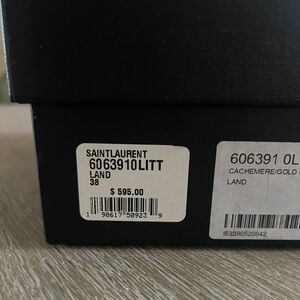 SAINTLAURENT
6063910LITT
LAND
38
$ 595.00
1 90617 50923 9
606391 0L
CACHEMERE/GOLD
LAND